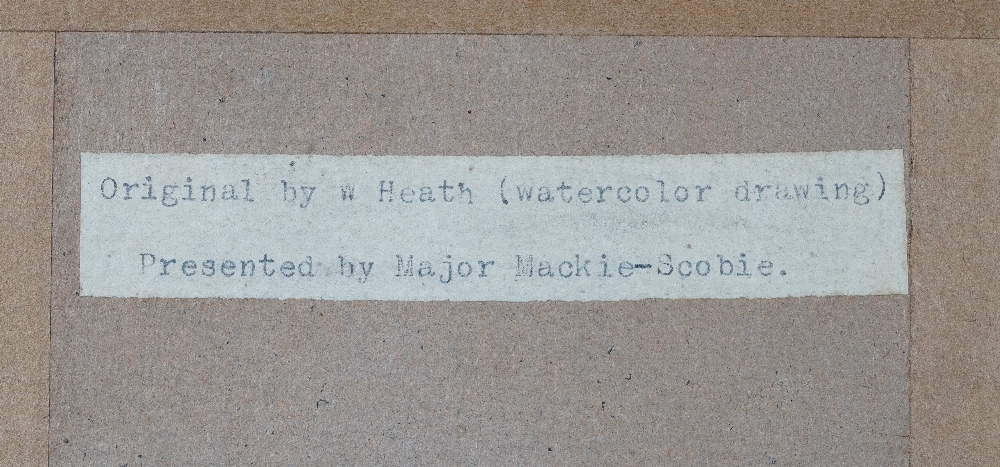 Original by w Heath (watercolor drawing)
Presented by Major Mackie-Scobie.